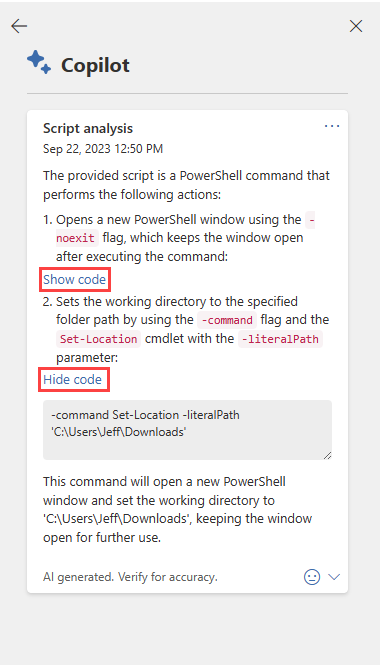 Copilot
Script analysis
Sep 22, 2023 12:50 PM
The provided script is a PowerShell command that
performs the following actions:
1. Opens a new PowerShell window using the -
noexit flag, which keeps the window open
after executing the command:
Show code
2. Sets the working directory to the specified
folder path by using the -command flag and the
Set-Location cmdlet with the -literalPath
parameter:
Hide code
-command Set-Location -literalPath
'C:\Users\Jeff\Downloads'
This command will open a new PowerShell
window and set the working directory to
'C:\Users\Jeff\Downloads', keeping the window
open for further use.
AI generated. Verify for accuracy.